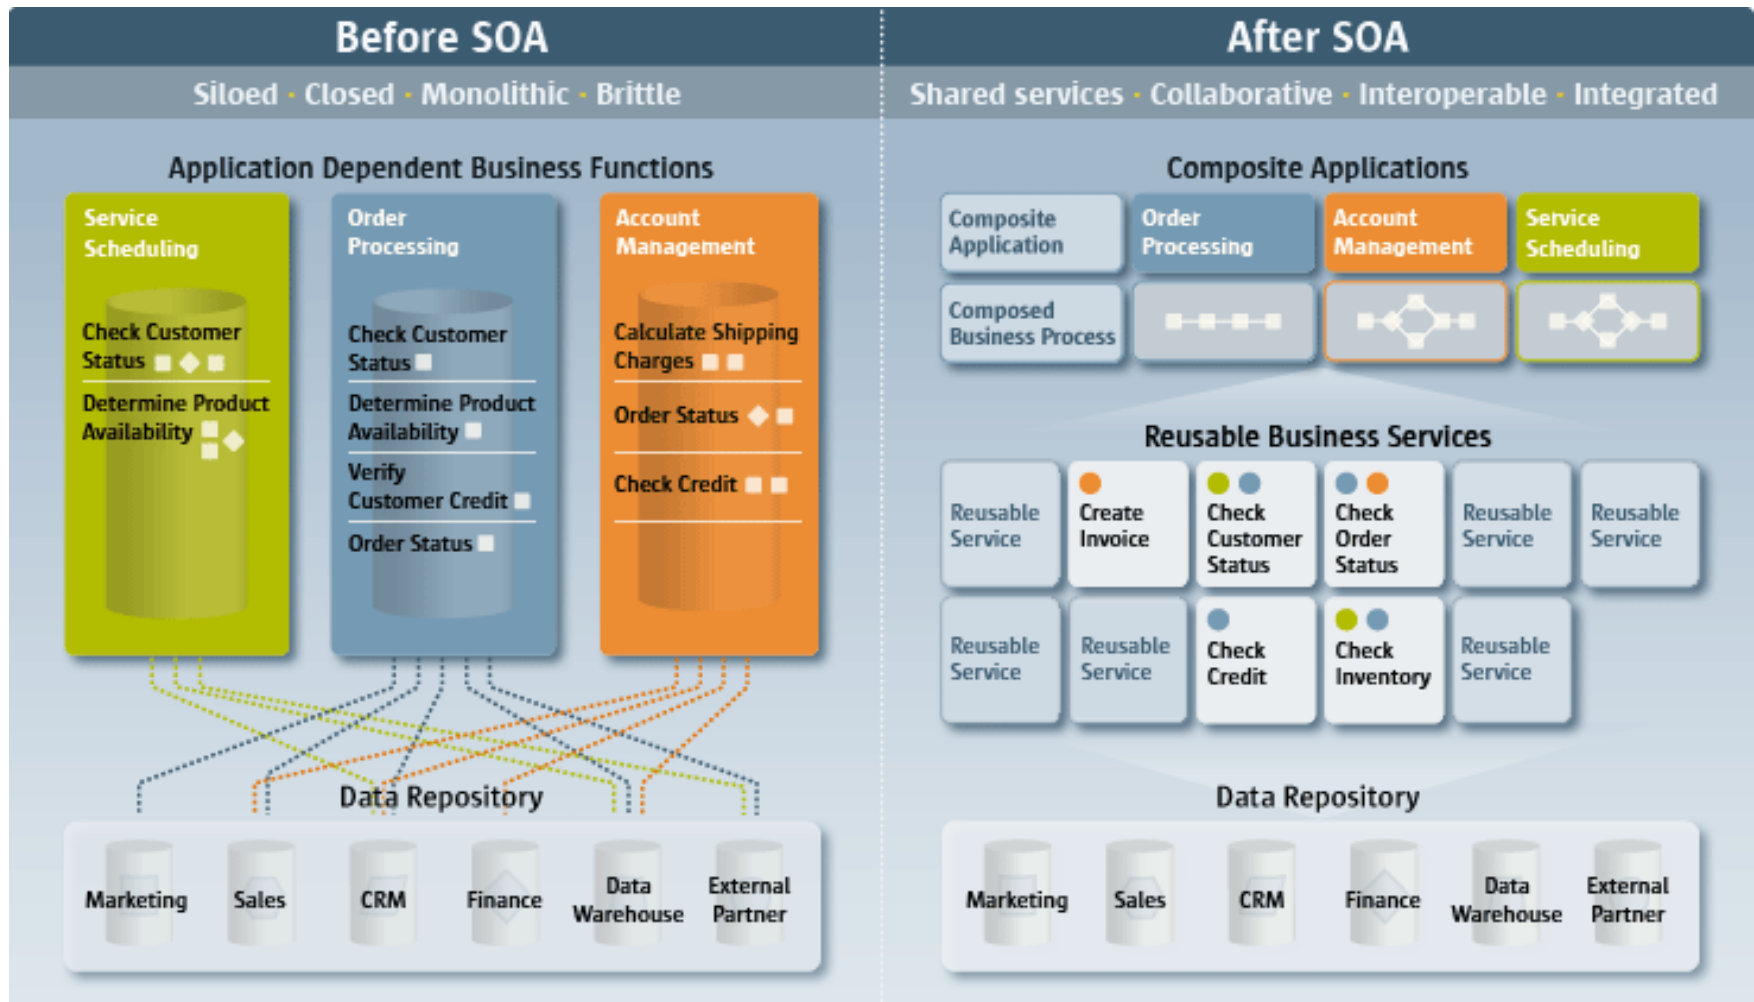 Before SOA
Siloed · Closed · Monolithic · Brittle
Application Dependent Business Functions
Service
Scheduling
Check Customer
Status
Determine Product
Availability
Order
Processing
Check Customer
Status
Determine Product
Availability
Verify
Customer Credit
Order Status
Account
Management
Calculate Shipping
Charges
Order Status
Check Credit
Data Repository
Marketing
Sales
CRM
Finance
Data
Warehouse
External
Partner
After SOA
Shared services · Collaborative · Interoperable · Integrated
Composite Applications
Composite
Application
Order
Processing
Account
Management
Service
Scheduling
Composed
Business Process
Reusable Business Services
Reusable
Service
Create
Invoice
Check
Customer
Status
Check
Order
Status
Reusable
Service
Reusable
Service
Reusable
Service
Reusable
Service
Check
Credit
Check
Inventory
Reusable
Service
Data Repository
Marketing
Sales
CRM
Finance
Data
Warehouse
External
Partner